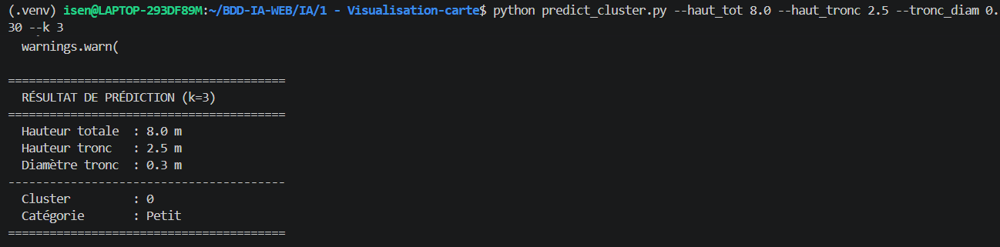 (.venv) isen@LAPTOP-293DF89M:~/BDD-IA-WEB/IA/1 - Visualisation-carte$ python predict_cluster.py --haut_tot 8.0 --haut_tronc 2.5 --tronc_diam 0.
30 --k 3
warnings.warn(
========================================
RÉSULTAT DE PRÉDICTION (k=3)
========================================
Hauteur totale  : 8.0 m
Hauteur tronc   : 2.5 m
Diamètre tronc  : 0.3 m
----------------------------------------
Cluster         : 0
Catégorie       : Petit
========================================